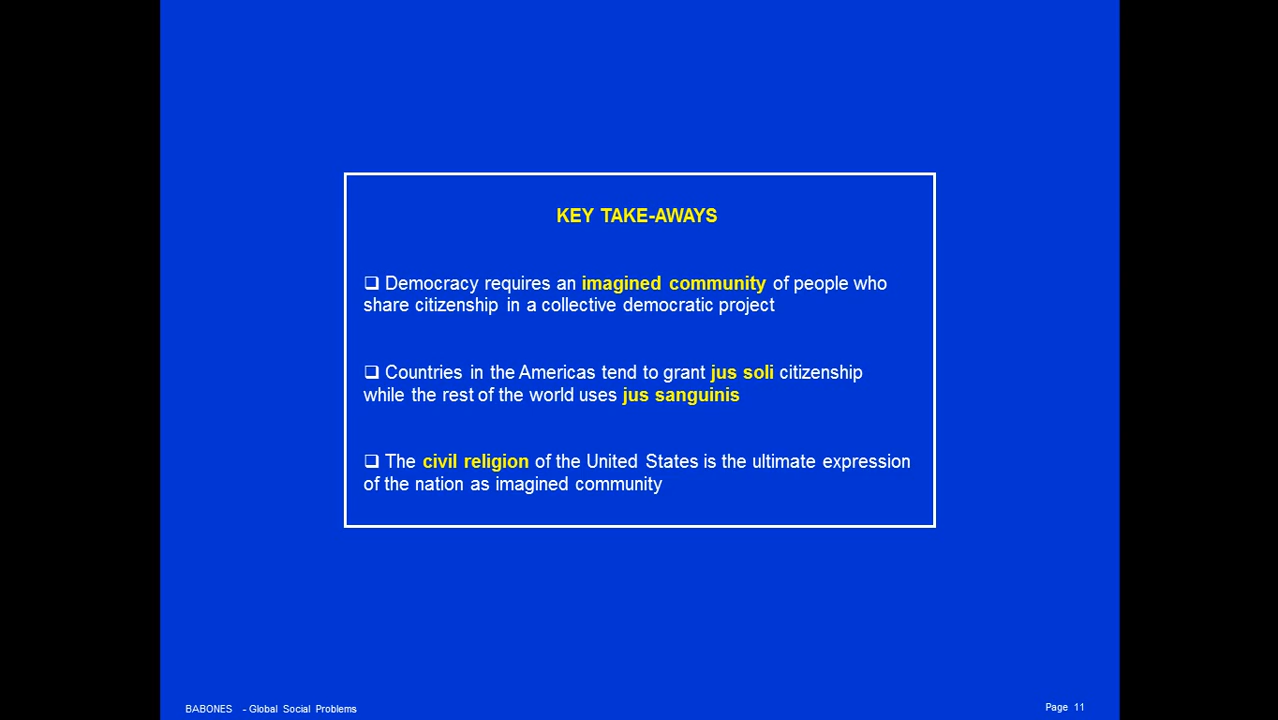 KEY TAKE-AWAYS
❑ Democracy requires an imagined community of people who
share citizenship in a collective democratic project
❑ Countries in the Americas tend to grant jus soli citizenship
while the rest of the world uses jus sanguinis
❑ The civil religion of the United States is the ultimate expression
of the nation as imagined community
BABONES - Global Social Problems
Page 11